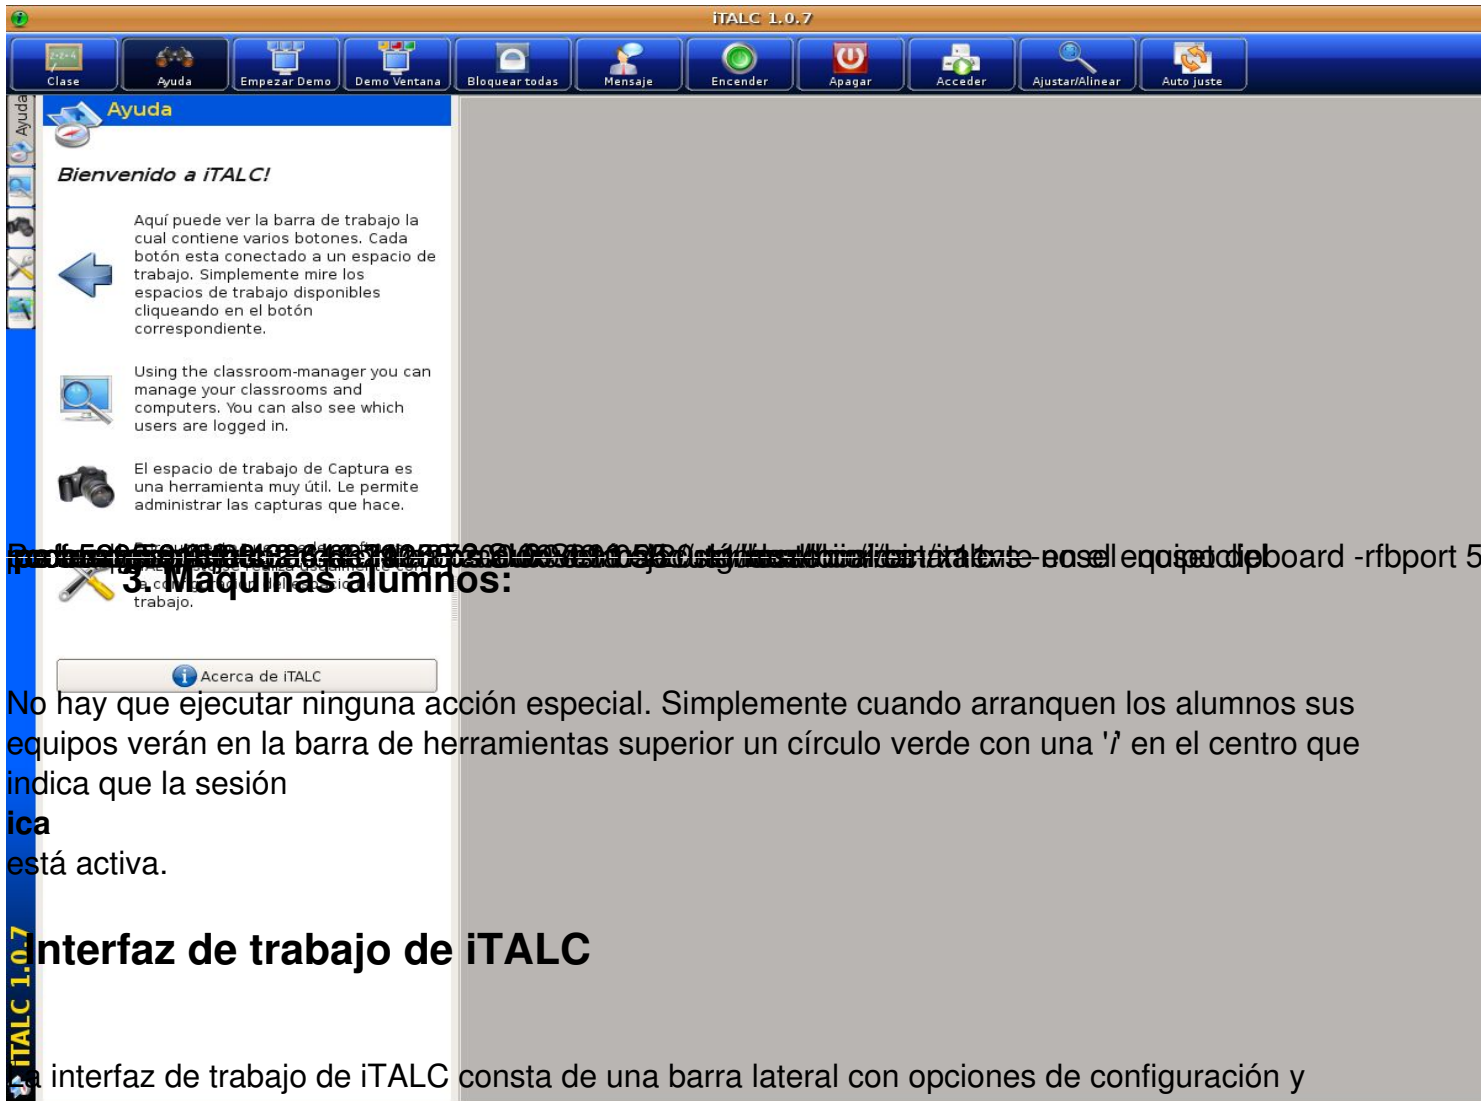 iTALC 1.0.7
Clase
Ayuda
Empezar Demo
Demo Ventana
Bloquear todas
Mensaje
Encender
Apagar
Acceder
Ajustar/Alinear
Auto juste
Ayuda
Ayuda
Bienvenido a iTALC!
Aquí puede ver la barra de trabajo la
cual contiene varios botones. Cada
botón esta conectado a un espacio de
trabajo. Simplemente mire los
espacios de trabajo disponibles
cliqueando en el botón
correspondiente.
Using the classroom-manager you can
manage your classrooms and
computers. You can also see which
users are logged in.
El espacio de trabajo de Captura es
una herramienta muy útil. Le permite
administrar las capturas que hace.
board -rfbport 5
3. Maquinas alumnos:
trabajo.
Acerca de iTALC
No hay que ejecutar ninguna acción especial. Simplemente cuando arranquen los alumnos sus
equipos verán en la barra de herramientas superior un círculo verde con una 'i' en el centro que
indica que la sesión
ica
está activa.
Interfaz de trabajo de iTALC
iTALC 1.0.7
La interfaz de trabajo de iTALC consta de una barra lateral con opciones de configuración y